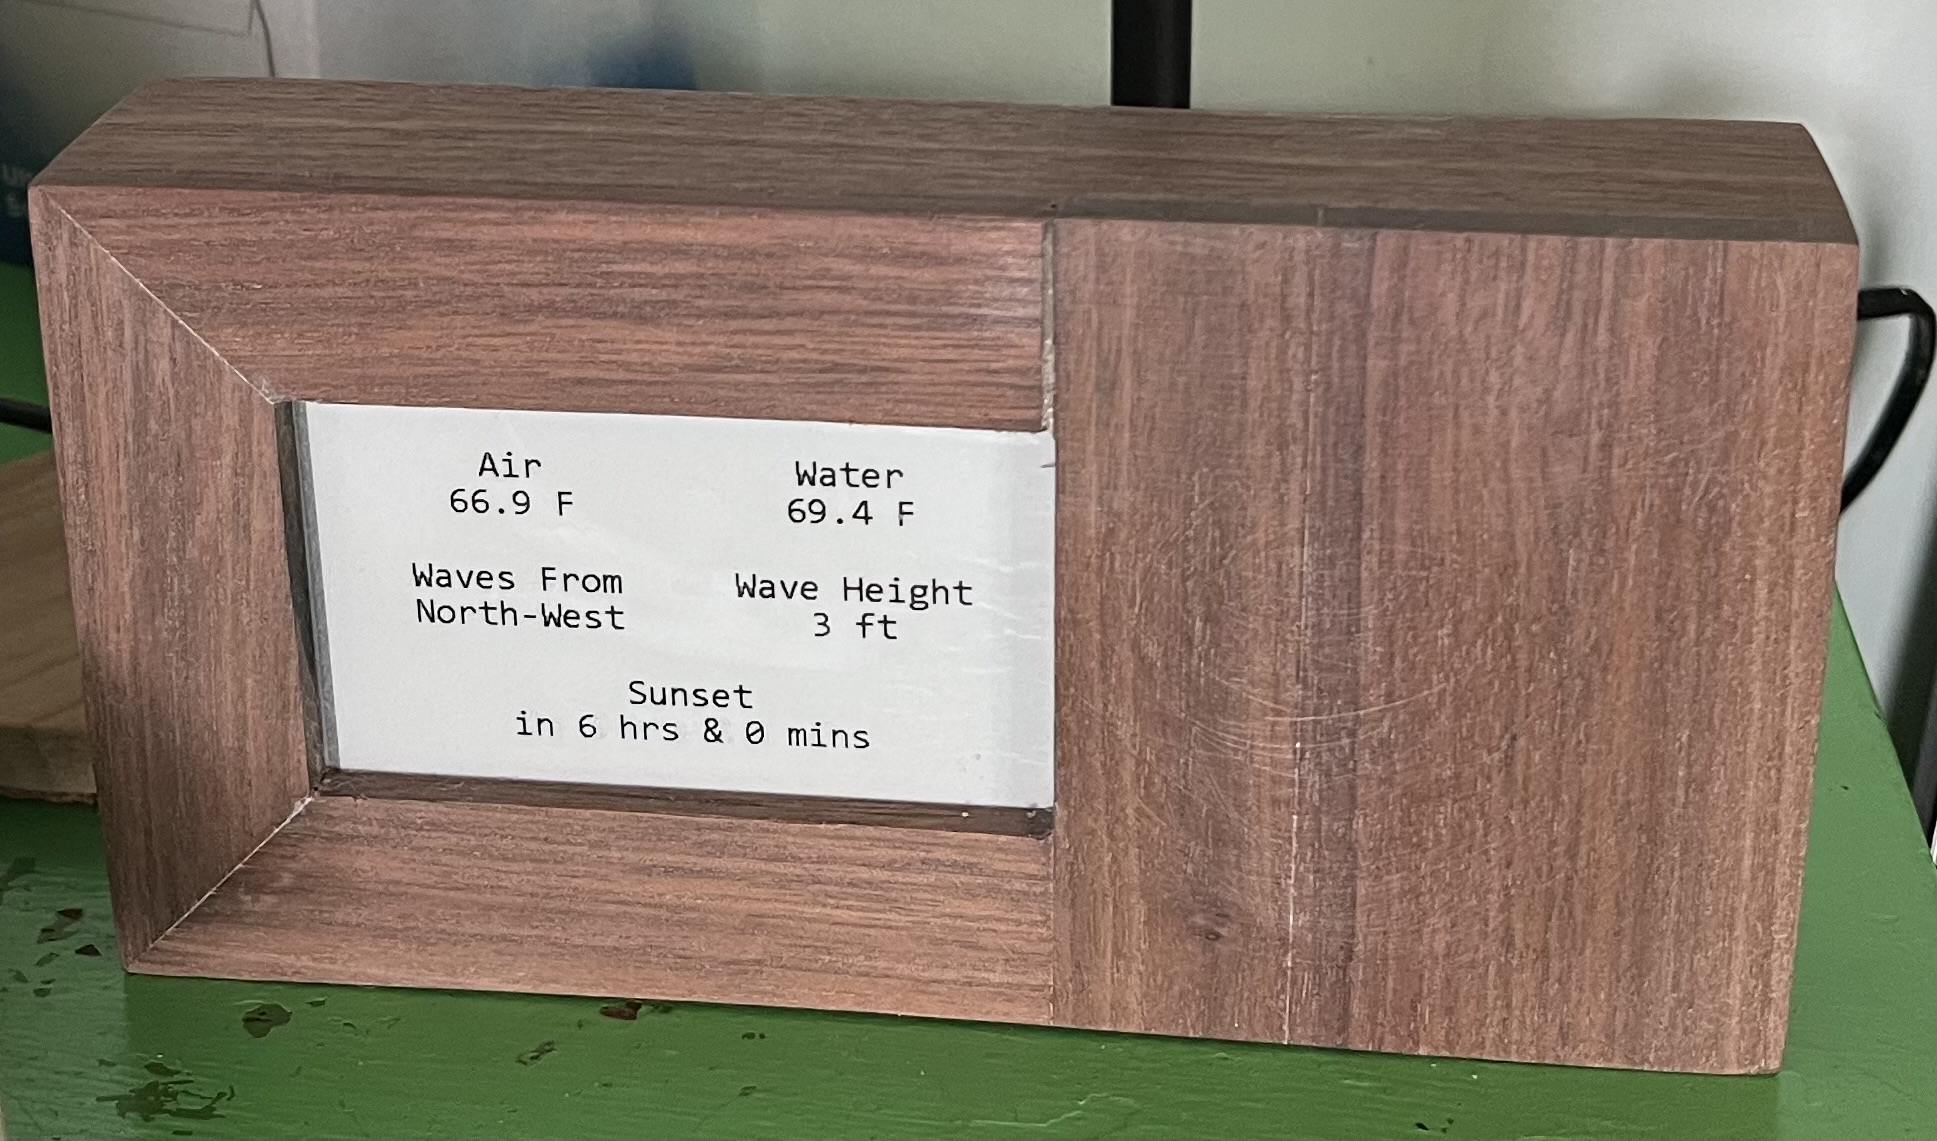 Air
66.9 F
Water
69.4 F
Waves From
North-West
Wave Height
3 ft
Sunset
in 6 hrs & 0 mins